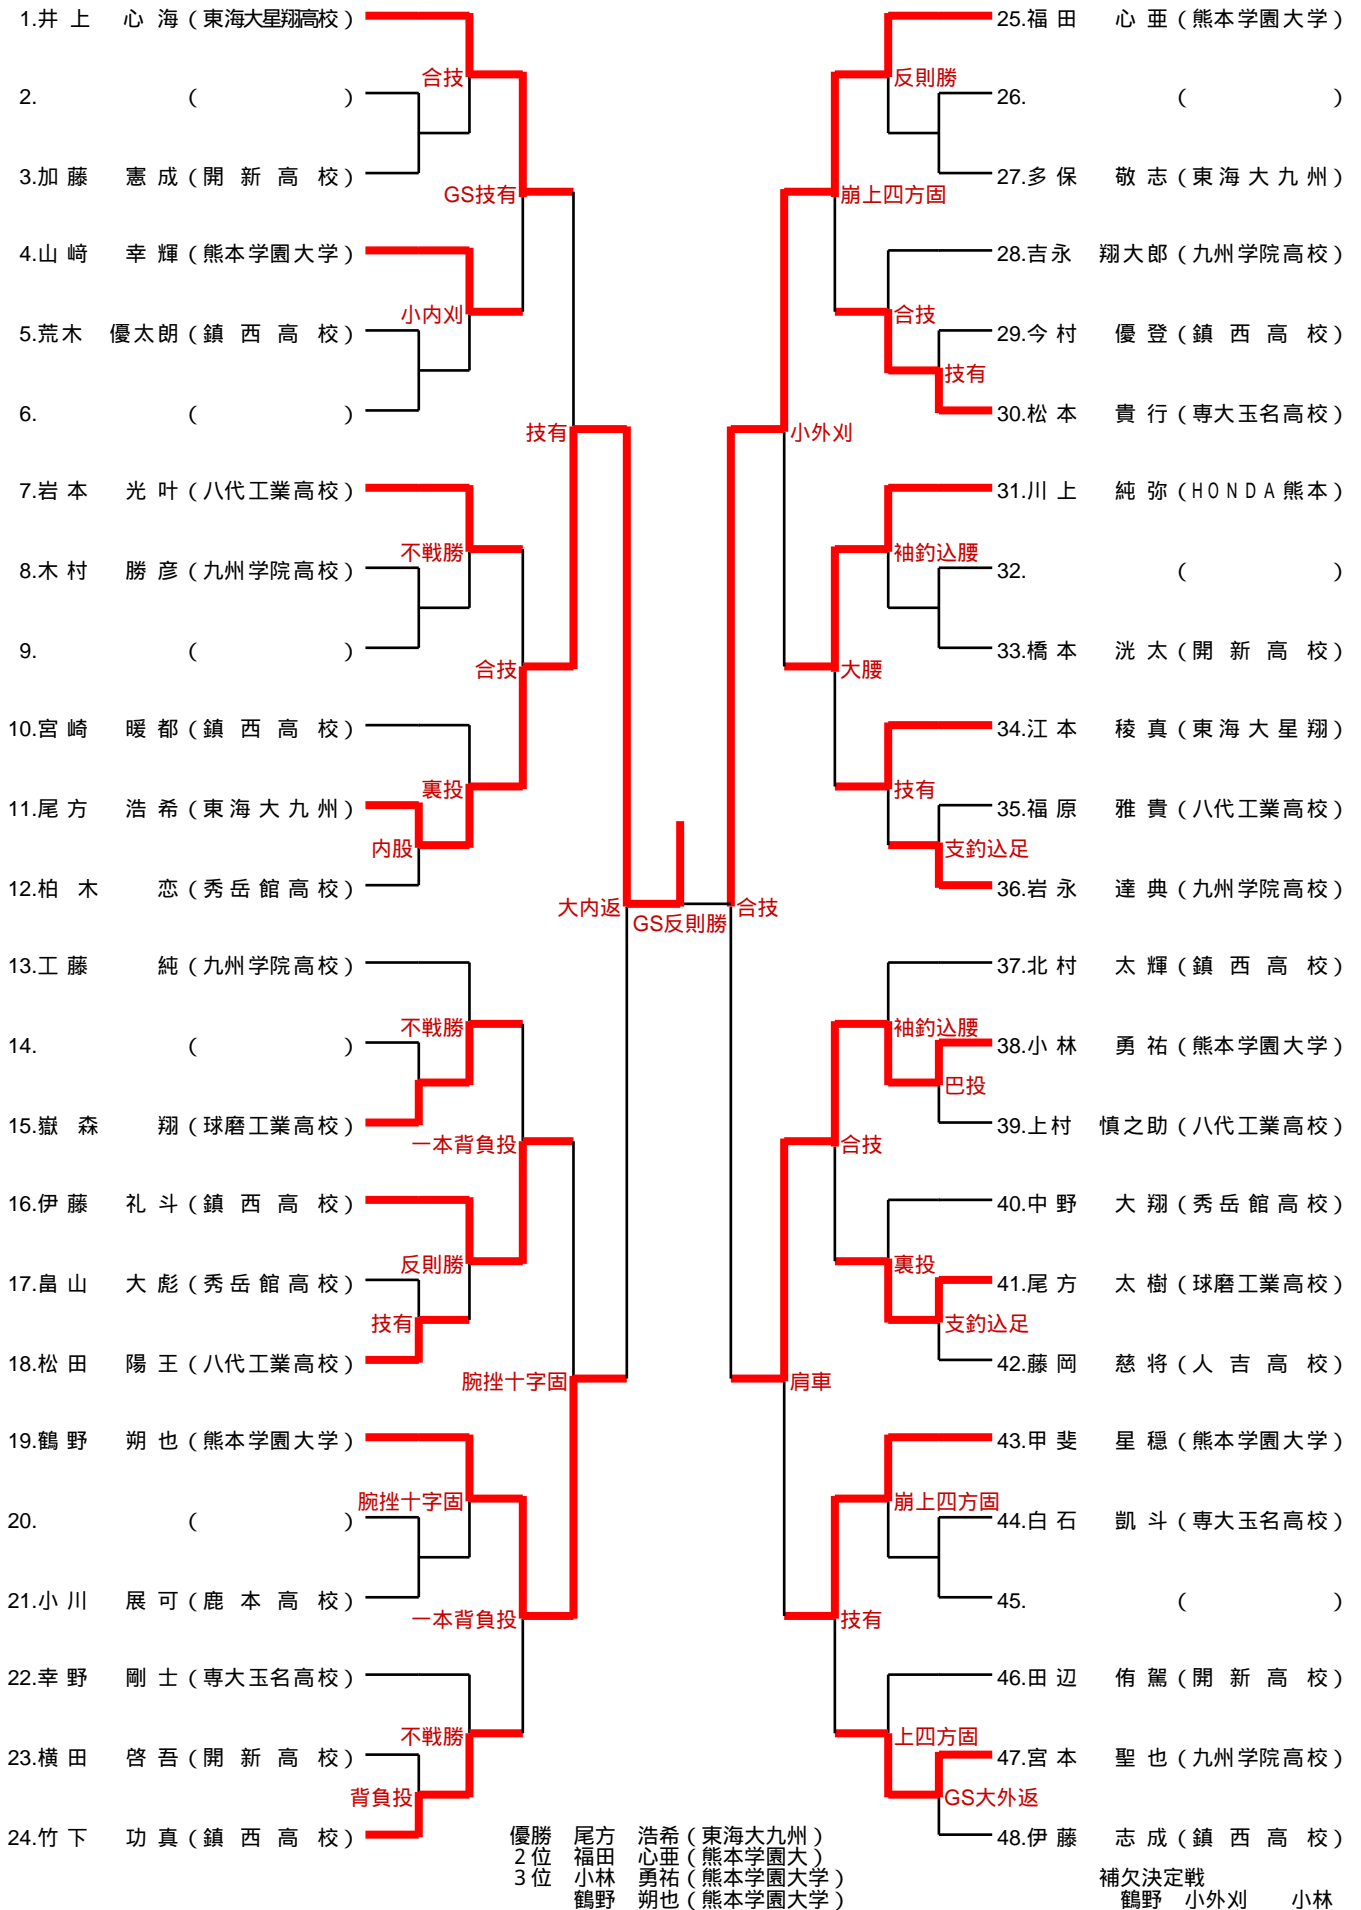 1.井上 心海(東海大星翔高校)
合技
2. ( )
3.加藤 憲成(開新高校)
GS技有
4.山﨑 幸輝(熊本学園大学)
小内刈
5.荒木 優太朗(鎮西高校)
6. ( )
技有
7.岩本 光叶(八代工業高校)
不戦勝
8.木村 勝彦(九州学院高校)
9. ( )
合技
10.宮崎 暖都(鎮西高校)
裏投
11.尾方 浩希(東海大九州)
内股
12.柏木 恋(秀岳館高校)
大内返
GS反則勝
13.工藤 純(九州学院高校)
不戦勝
14. ( )
15.嶽森 翔(球磨工業高校)
一本背負投
16.伊藤 礼斗(鎮西高校)
反則勝
17.畠山 大彪(秀岳館高校)
技有
18.松田 陽王(八代工業高校)
腕挫十字固
19.鶴野 朔也(熊本学園大学)
腕挫十字固
20. ( )
21.小川 展可(鹿本高校)
一本背負投
22.幸野 剛士(専大玉名高校)
不戦勝
23.横田 啓吾(開新高校)
背負投
24.竹下 功真(鎮西高校)
25.福田 心亜(熊本学園大学)
反則勝
26. ( )
27.多保 敬志(東海大九州)
崩上四方固
28.吉永 翔大郎(九州学院高校)
合技
29.今村 優登(鎮西高校)
技有
30.松本 貴行(専大玉名高校)
小外刈
31.川上 純弥(HONDA熊本)
袖釣込腰
32. ( )
33.橋本 洸太(開新高校)
大腰
34.江本 稜真(東海大星翔)
技有
35.福原 雅貴(八代工業高校)
支釣込足
36.岩永 達典(九州学院高校)
合技
37.北村 太輝(鎮西高校)
袖釣込腰
38.小林 勇祐(熊本学園大学)
巴投
39.上村 慎之助(八代工業高校)
合技
40.中野 大翔(秀岳館高校)
裏投
41.尾方 太樹(球磨工業高校)
支釣込足
42.藤岡 慈将(人吉高校)
肩車
43.甲斐 星穏(熊本学園大学)
崩上四方固
44.白石 凱斗(専大玉名高校)
45. ( )
技有
46.田辺 侑駕(開新高校)
上四方固
47.宮本 聖也(九州学院高校)
GS大外返
48.伊藤 志成(鎮西高校)
優勝 尾方 浩希(東海大九州)
2位 福田 心亜(熊本学園大)
3位 小林 勇祐(熊本学園大学)
鶴野 朔也(熊本学園大学)
補欠決定戦
鶴野 小外刈 小林